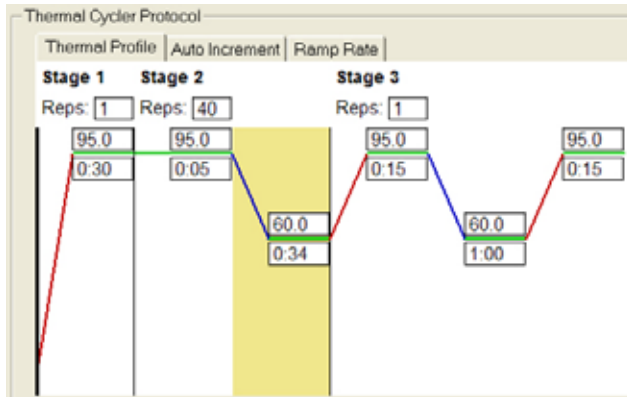 Thermal Cycler Protocol
Thermal Profile Auto Increment Ramp Rate
Stage 1 Stage 2 Stage 3
Reps: 1 Reps: 40 Reps: 1
95.0 95.0 95.0 95.0
0:30 0:05 0:15 0:15
60.0 60.0
0:34 1:00